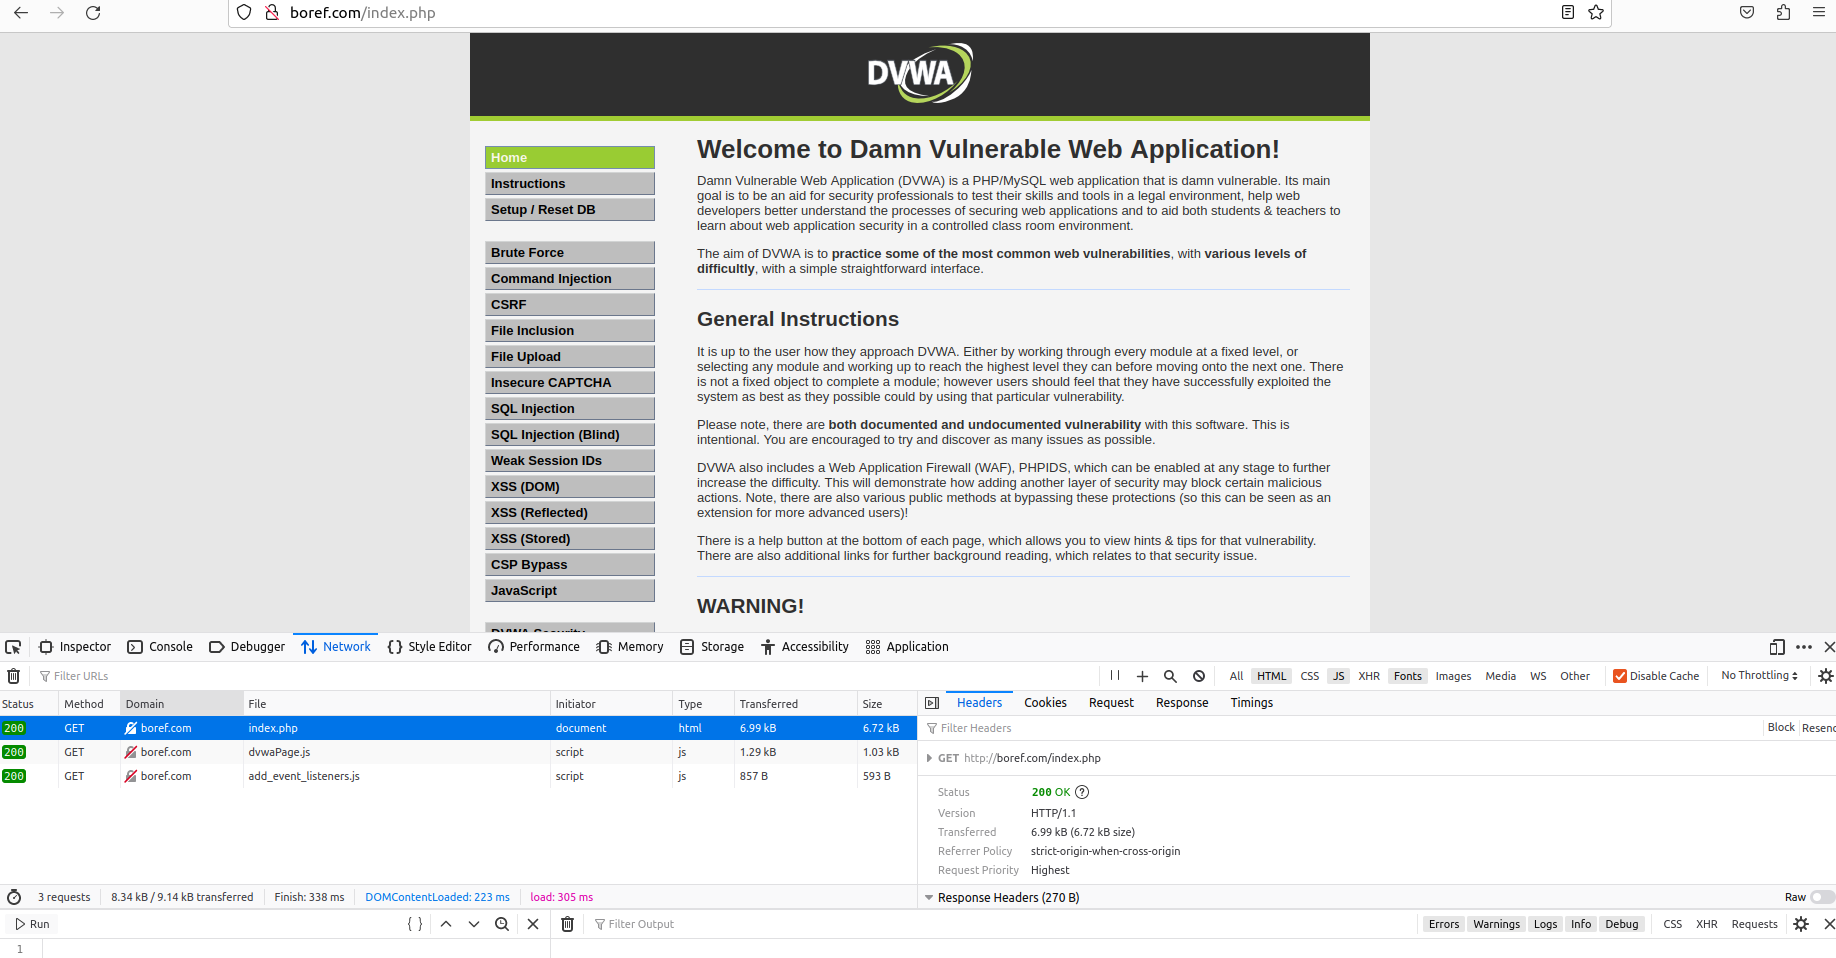 boref.com/index.php
DVWA
Home
Instructions
Setup / Reset DB
Brute Force
Command Injection
CSRF
File Inclusion
File Upload
Insecure CAPTCHA
SQL Injection
SQL Injection (Blind)
Weak Session IDs
XSS (DOM)
XSS (Reflected)
XSS (Stored)
CSP Bypass
JavaScript
DVWA Security
Welcome to Damn Vulnerable Web Application!
Damn Vulnerable Web Application (DVWA) is a PHP/MySQL web application that is damn vulnerable. Its main
goal is to be an aid for security professionals to test their skills and tools in a legal environment, help web
developers better understand the processes of securing web applications and to aid both students & teachers to
learn about web application security in a controlled class room environment.
The aim of DVWA is to practice some of the most common web vulnerabilities, with various levels of
difficultly, with a simple straightforward interface.
General Instructions
It is up to the user how they approach DVWA. Either by working through every module at a fixed level, or
selecting any module and working up to reach the highest level they can before moving onto the next one. There
is not a fixed object to complete a module; however users should feel that they have successfully exploited the
system as best as they possible could by using that particular vulnerability.
Please note, there are both documented and undocumented vulnerability with this software. This is
intentional. You are encouraged to try and discover as many issues as possible.
DVWA also includes a Web Application Firewall (WAF), PHPIDS, which can be enabled at any stage to further
increase the difficulty. This will demonstrate how adding another layer of security may block certain malicious
actions. Note, there are also various public methods at bypassing these protections (so this can be seen as an
extension for more advanced users)!
There is a help button at the bottom of each page, which allows you to view hints & tips for that vulnerability.
There are also additional links for further background reading, which relates to that security issue.
WARNING!
Inspector Console Debugger Network {} Style Editor Performance Memory Storage Accessibility Application
Filter URLs All HTML CSS JS XHR Fonts Images Media WS Other Disable Cache No Throttling
Status Method Domain File Initiator Type Transferred Size
200 GET boref.com index.php document html 6.99 kB 6.72 kB
200 GET boref.com dvwaPage.js script js 1.29 kB 1.03 kB
200 GET boref.com add_event_listeners.js script js 857 B 593 B
Headers Cookies Request Response Timings
Filter Headers Block Resend
GET http://boref.com/index.php
Status 200 OK ?
Version HTTP/1.1
Transferred 6.99 kB (6.72 kB size)
Referrer Policy strict-origin-when-cross-origin
Request Priority Highest
3 requests 8.34 kB / 9.14 kB transferred Finish: 338 ms DOMContentLoaded: 223 ms load: 305 ms
Response Headers (270 B) Raw
Run { } Filter Output Errors Warnings Logs Info Debug CSS XHR Requests
1